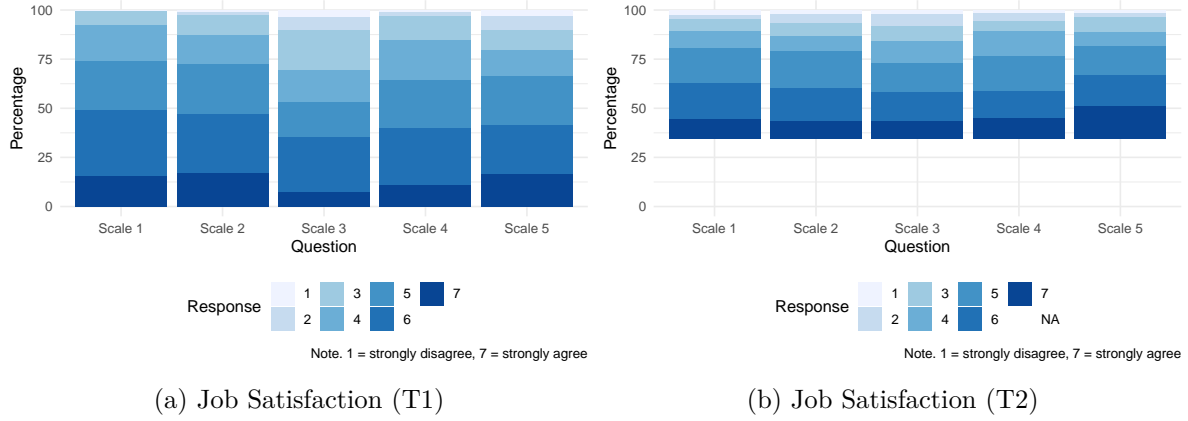 100
75
50
25
0
Percentage
Scale 1 Scale 2 Scale 3 Scale 4 Scale 5
Question
Response 1 3 5 7
2 4 6
Note. 1 = strongly disagree, 7 = strongly agree
(a) Job Satisfaction (T1)
100
75
50
25
0
Percentage
Scale 1 Scale 2 Scale 3 Scale 4 Scale 5
Question
Response 1 3 5 7
2 4 6 NA
Note. 1 = strongly disagree, 7 = strongly agree
(b) Job Satisfaction (T2)